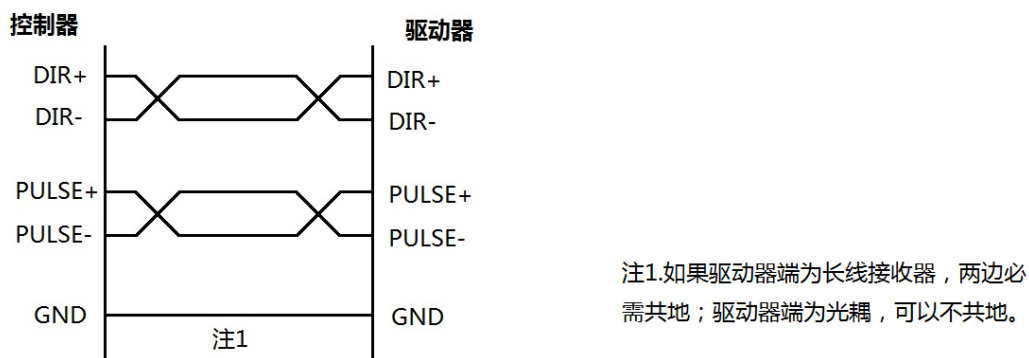 控制器
驱动器
DIR+
DIR+
DIR-
DIR-
PULSE+
PULSE+
PULSE-
PULSE-
GND
GND
注1
注1.如果驱动器端为长线接收器，两边必
需共地；驱动器端为光耦，可以不共地。